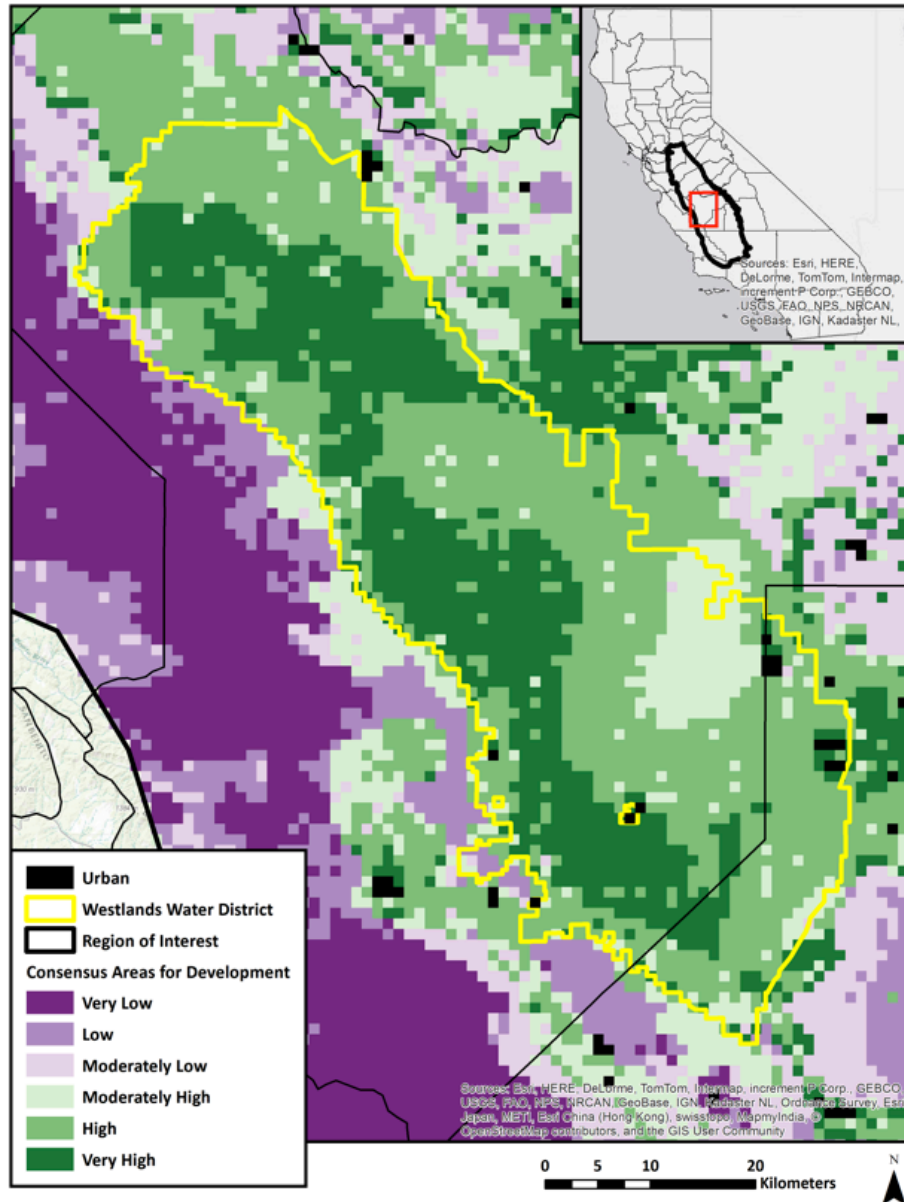 Sources: Esri, HERE,
DeLorme, TomTom, Intermap,
increment P Corp., GEBCO,
USGS, FAO, NPS, NRCAN,
GeoBase, IGN, Kadaster NL,
Urban
Westlands Water District
Region of Interest
Consensus Areas for Development
Very Low
Low
Moderately Low
Moderately High
High
Very High
Sources: Esri, HERE, DeLorme, TomTom, Intermap, increment P Corp., GEBCO,
USGS, FAO, NPS, NRCAN, GeoBase, IGN, Kadaster NL, Ordnance Survey, Esri
Japan, METI, Esri China (Hong Kong), swisstopo, MapmyIndia, ©
OpenStreetMap contributors, and the GIS User Community
0 5 10 20
Kilometers
N